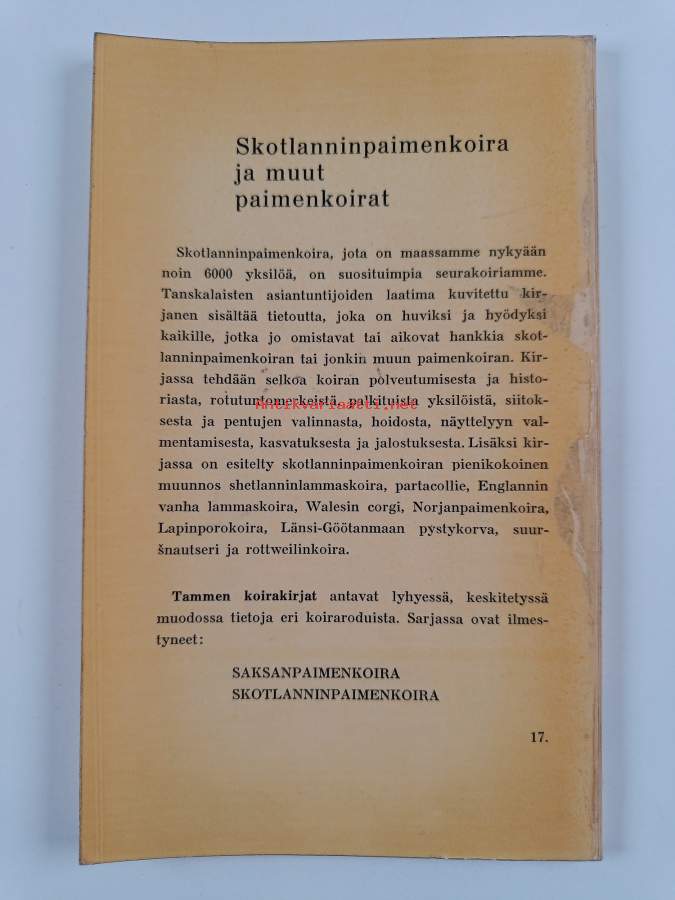 Skotlanninpaimenkoira
ja muut
paimenkoirat
Skotlanninpaimenkoira, jota on maassamme nykyään
noin 6000 yksilöä, on suosituimpia seurakoiriamme.
Tanskalaisten asiantuntijoiden laatima kuvitettu kir-
janen sisältää tietoutta, joka on huviksi ja hyödyksi
kaikille, jotka jo omistavat tai aikovat hankkia skot-
lanninpaimenkoiran tai jonkin muun paimenkoiran. Kir-
jassa tehdään selkoa koiran polveutumisesta ja histo-
riasta, rotutuntomerkeistä, palkituista yksilöistä, siitok-
Antikvariaatti.net
sesta ja pentujen valinnasta, hoidosta, näyttelyyn val-
mentamisesta, kasvatuksesta ja jalostuksesta. Lisäksi kir-
jassa on esitelty skotlanninpaimenkoiran pienikokoinen
muunnos shetlanninlammaskoira, partacollie, Englannin
vanha lammaskoira, Walesin corgi, Norjanpaimenkoira,
Lapinporokoira, Länsi-Göötanmaan pystykorva, suur-
šnautseri ja rottweilinkoira.
Tammen koirakirjat antavat lyhyessä, keskitetyssä
muodossa tietoja eri koiraroduista. Sarjassa ovat ilmes-
tyneet:
SAKSANPAIMENKOIRA
SKOTLANNINPAIMENKOIRA
17.